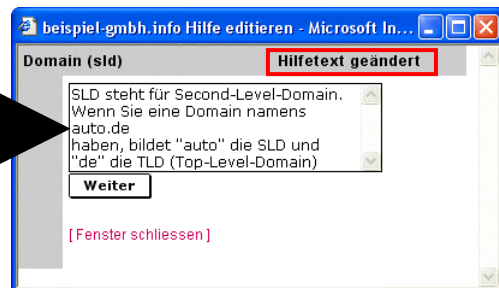 beispiel-gmbh.info Hilfe editieren - Microsoft In...
Domain (sld) Hilfetext geändert
SLD steht für Second-Level-Domain.
Wenn Sie eine Domain namens
auto.de
haben, bildet "auto" die SLD und
"de" die TLD (Top-Level-Domain)
Weiter
[ Fenster schliessen ]